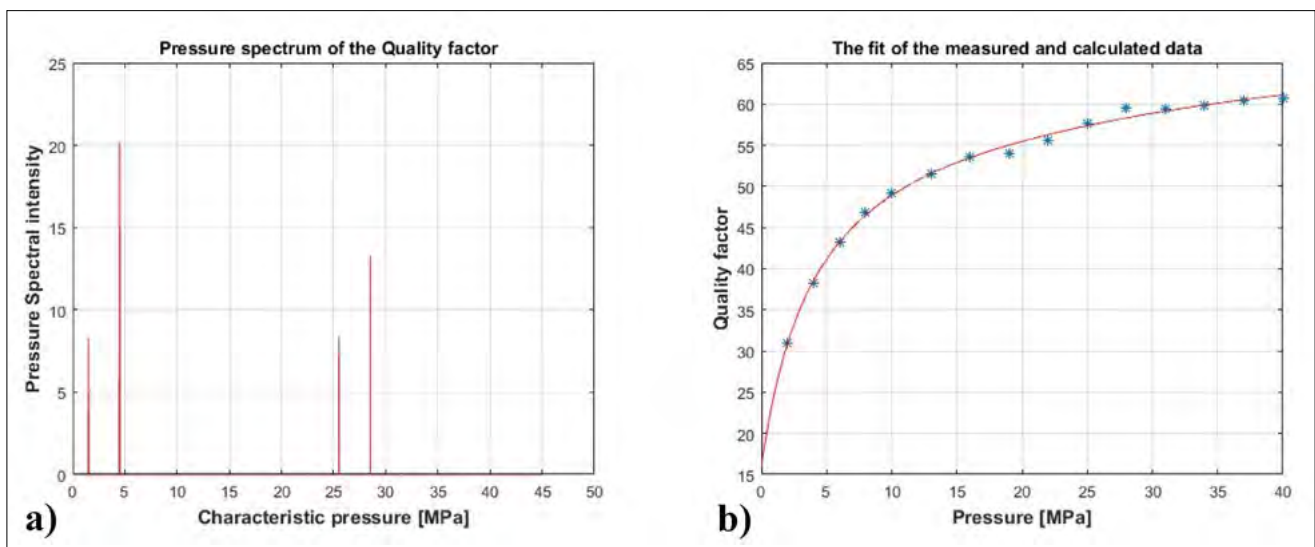 Pressure spectrum of the Quality factor
25
20
15
10
5
0
Pressure Spectral intensity
0 5 10 15 20 25 30 35 40 45 50
Characteristic pressure [MPa]
a)
The fit of the measured and calculated data
65
60
55
50
45
40
35
30
25
20
15
Quality factor
0 5 10 15 20 25 30 35 40
Pressure [MPa]
b)